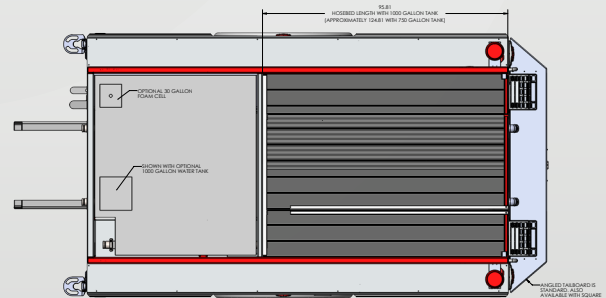 95.81
HOSEBED LENGTH WITH 1000 GALLON TANK
[APPROXIMATELY 124.81 WITH 750 GALLON TANK]
OPTIONAL 30 GALLON
FOAM CELL
SHOWN WITH OPTIONAL
1000 GALLON WATER TANK
ANGLED TAILBOARD IS
STANDARD. ALSO
AVAILABLE WITH SQUARE